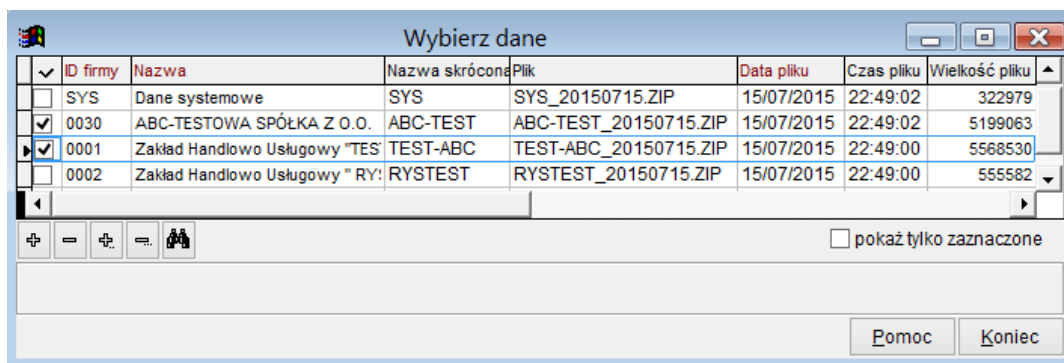 Wybierz dane
ID firmy Nazwa Nazwa skrócona Plik Data pliku Czas pliku Wielkość pliku
SYS Dane systemowe SYS SYS_20150715.ZIP 15/07/2015 22:49:02 322979
0030 ABC-TESTOWA SPÓŁKA Z O.O. ABC-TEST ABC-TEST_20150715.ZIP 15/07/2015 22:49:02 5199063
0001 Zakład Handlowo Usługowy "TES TEST-ABC TEST-ABC_20150715.ZIP 15/07/2015 22:49:00 5568530
0002 Zakład Handlowo Usługowy " RY RYSTEST RYSTEST_20150715.ZIP 15/07/2015 22:49:00 555582
pokaż tylko zaznaczone
Pomoc Koniec